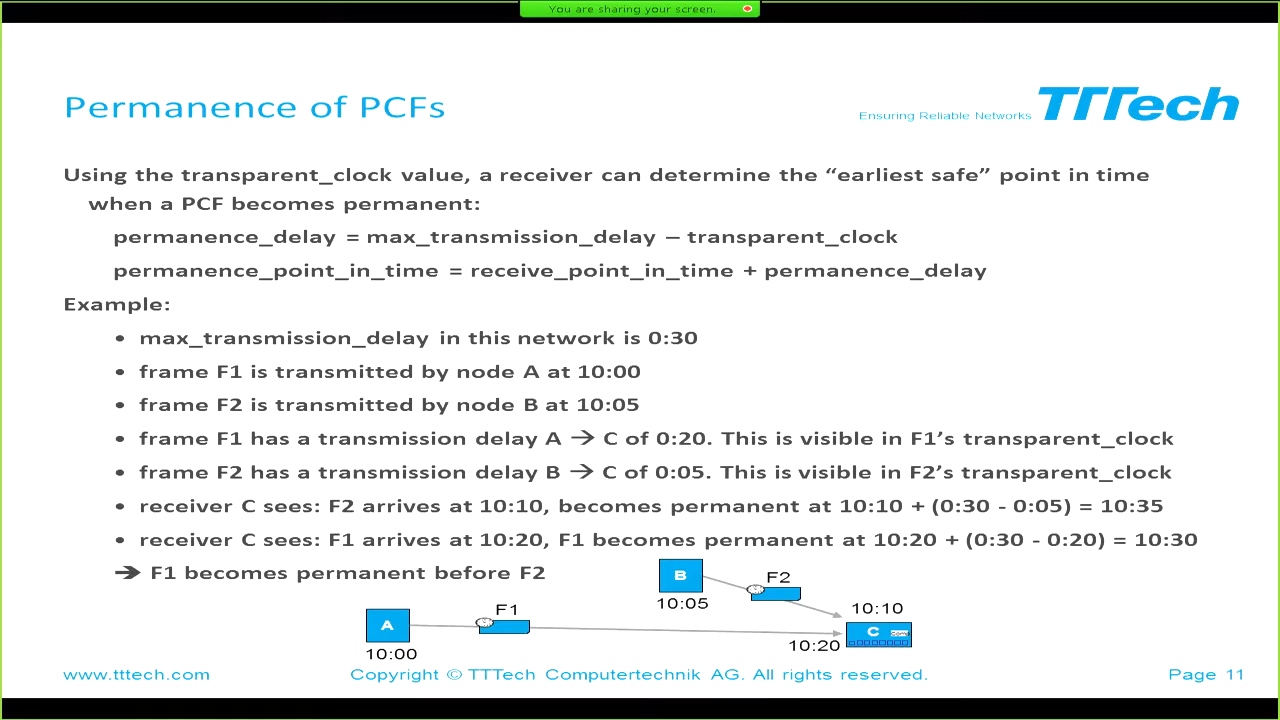 You are sharing your screen.
Permanence of PCFs
Ensuring Reliable Networks TTTech
Using the transparent_clock value, a receiver can determine the “earliest safe” point in time
when a PCF becomes permanent:
permanence_delay = max_transmission_delay – transparent_clock
permanence_point_in_time = receive_point_in_time + permanence_delay
Example:
• max_transmission_delay in this network is 0:30
• frame F1 is transmitted by node A at 10:00
• frame F2 is transmitted by node B at 10:05
• frame F1 has a transmission delay A → C of 0:20. This is visible in F1’s transparent_clock
• frame F2 has a transmission delay B → C of 0:05. This is visible in F2’s transparent_clock
• receiver C sees: F2 arrives at 10:10, becomes permanent at 10:10 + (0:30 - 0:05) = 10:35
• receiver C sees: F1 arrives at 10:20, F1 becomes permanent at 10:20 + (0:30 - 0:20) = 10:30
→ F1 becomes permanent before F2
B
F2
10:05
10:10
F1
A
C
10:20
10:00
www.tttech.com
Copyright © TTTech Computertechnik AG. All rights reserved.
Page 11